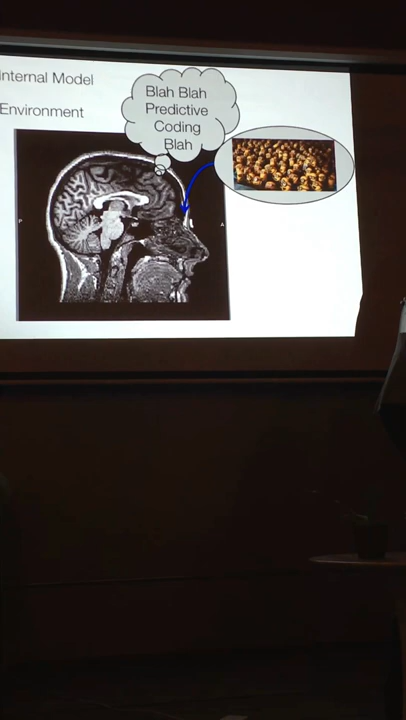 Internal Model
Environment
Blah Blah
Predictive
Coding
Blah
P
A